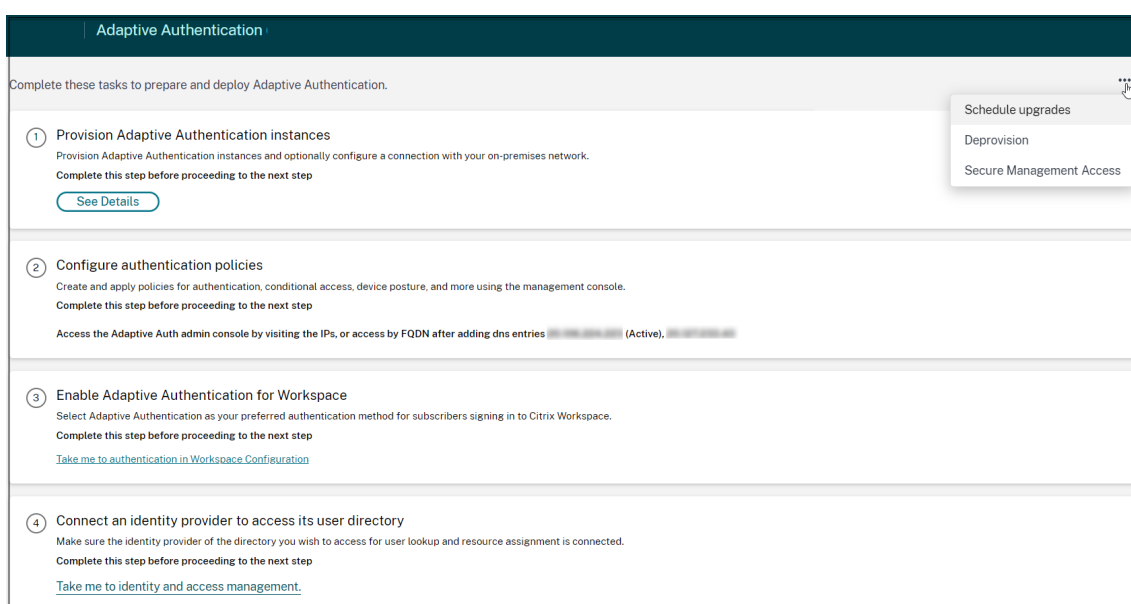 Adaptive Authentication
Complete these tasks to prepare and deploy Adaptive Authentication.
Schedule upgrades
Deprovision
Secure Management Access
1
Provision Adaptive Authentication instances
Provision Adaptive Authentication instances and optionally configure a connection with your on-premises network.
Complete this step before proceeding to the next step
See Details
2
Configure authentication policies
Create and apply policies for authentication, conditional access, device posture, and more using the management console.
Complete this step before proceeding to the next step
Access the Adaptive Auth admin console by visiting the IPs, or access by FQDN after adding dns entries (Active),
3
Enable Adaptive Authentication for Workspace
Select Adaptive Authentication as your preferred authentication method for subscribers signing in to Citrix Workspace.
Complete this step before proceeding to the next step
Take me to authentication in Workspace Configuration
4
Connect an identity provider to access its user directory
Make sure the identity provider of the directory you wish to access for user lookup and resource assignment is connected.
Complete this step before proceeding to the next step
Take me to identity and access management.